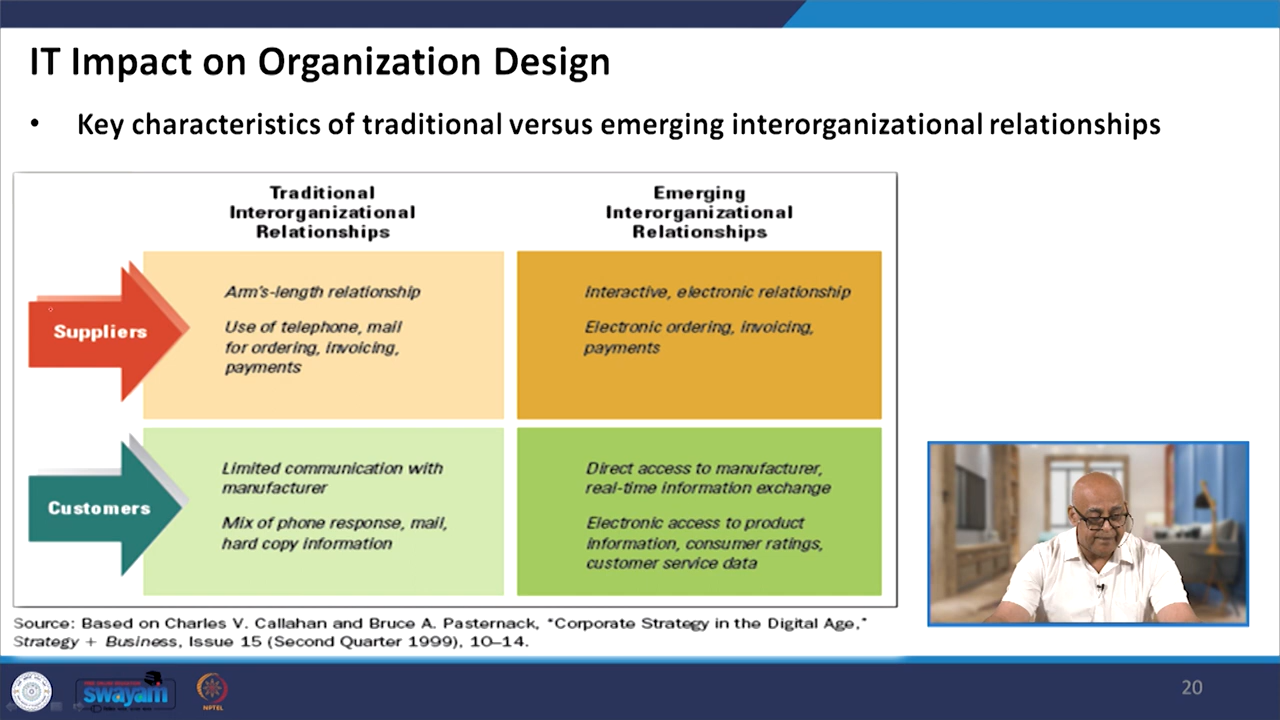 IT Impact on Organization Design
• Key characteristics of traditional versus emerging interorganizational relationships
Traditional
Interorganizational
Relationships
Emerging
Interorganizational
Relationships
Suppliers
Arm's-length relationship
Use of telephone, mail
for ordering, invoicing,
payments
Interactive, electronic relationship
Electronic ordering, invoicing,
payments
Customers
Limited communication with
manufacturer
Mix of phone response, mail,
hard copy information
Direct access to manufacturer,
real-time information exchange
Electronic access to product
information, consumer ratings,
customer service data
Source: Based on Charles V. Callahan and Bruce A. Pasternack, "Corporate Strategy in the Digital Age,"
Strategy + Business, Issue 15 (Second Quarter 1999), 10–14.
swayam
NPTEL
20